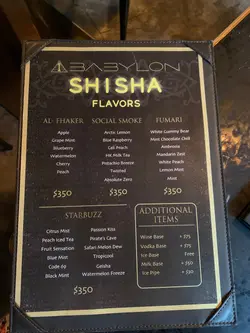 BABYLON
SHISHA
FLAVORS
AL- FHAKER
Apple
Grape Mint
Blueberry
Watermelon
Cherry
Peach
$350
SOCIAL SMOKE
Arctic Lemon
Blue Raspberry
Cali Peach
HK Milk Tea
Pistachio Breeze
Twisted
Absolute Zero
$350
FUMARI
White Gummy Bear
Mint Chocolate Chill
Ambrosia
Mandarin Zest
White Peach
Lemon Mint
Mint
$350
STARBUZZ
Citrus Mist
Peach Iced Tea
Fruit Sensation
Blue Mist
Code 69
Black Mint
Passion Kiss
Pirate's Cave
Safari Melon Dew
Tropicool
Geisha
Watermelon Freeze
$350
ADDITIONAL
ITEMS
Wine Base
Vodka Base
Ice Base Free
Milk Base
Ice Pipe